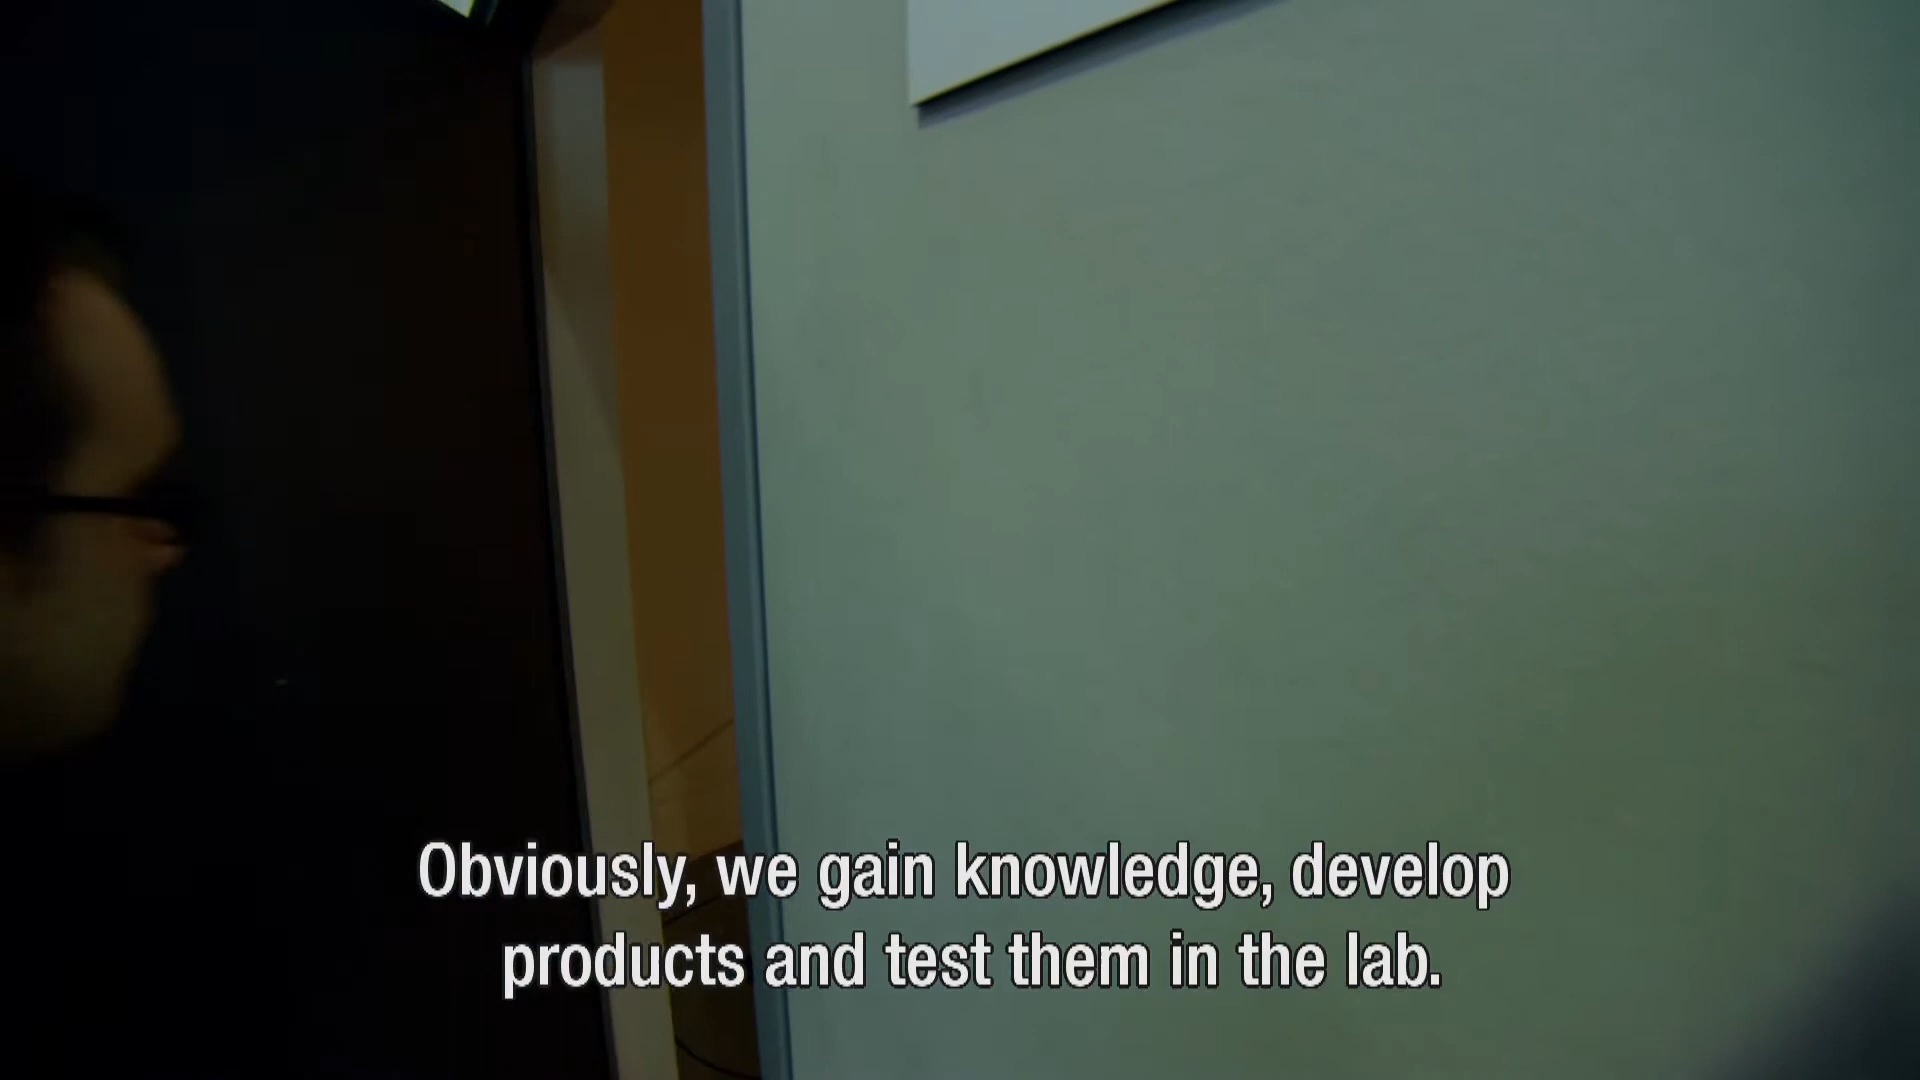 Obviously, we gain knowledge, develop
products and test them in the lab.